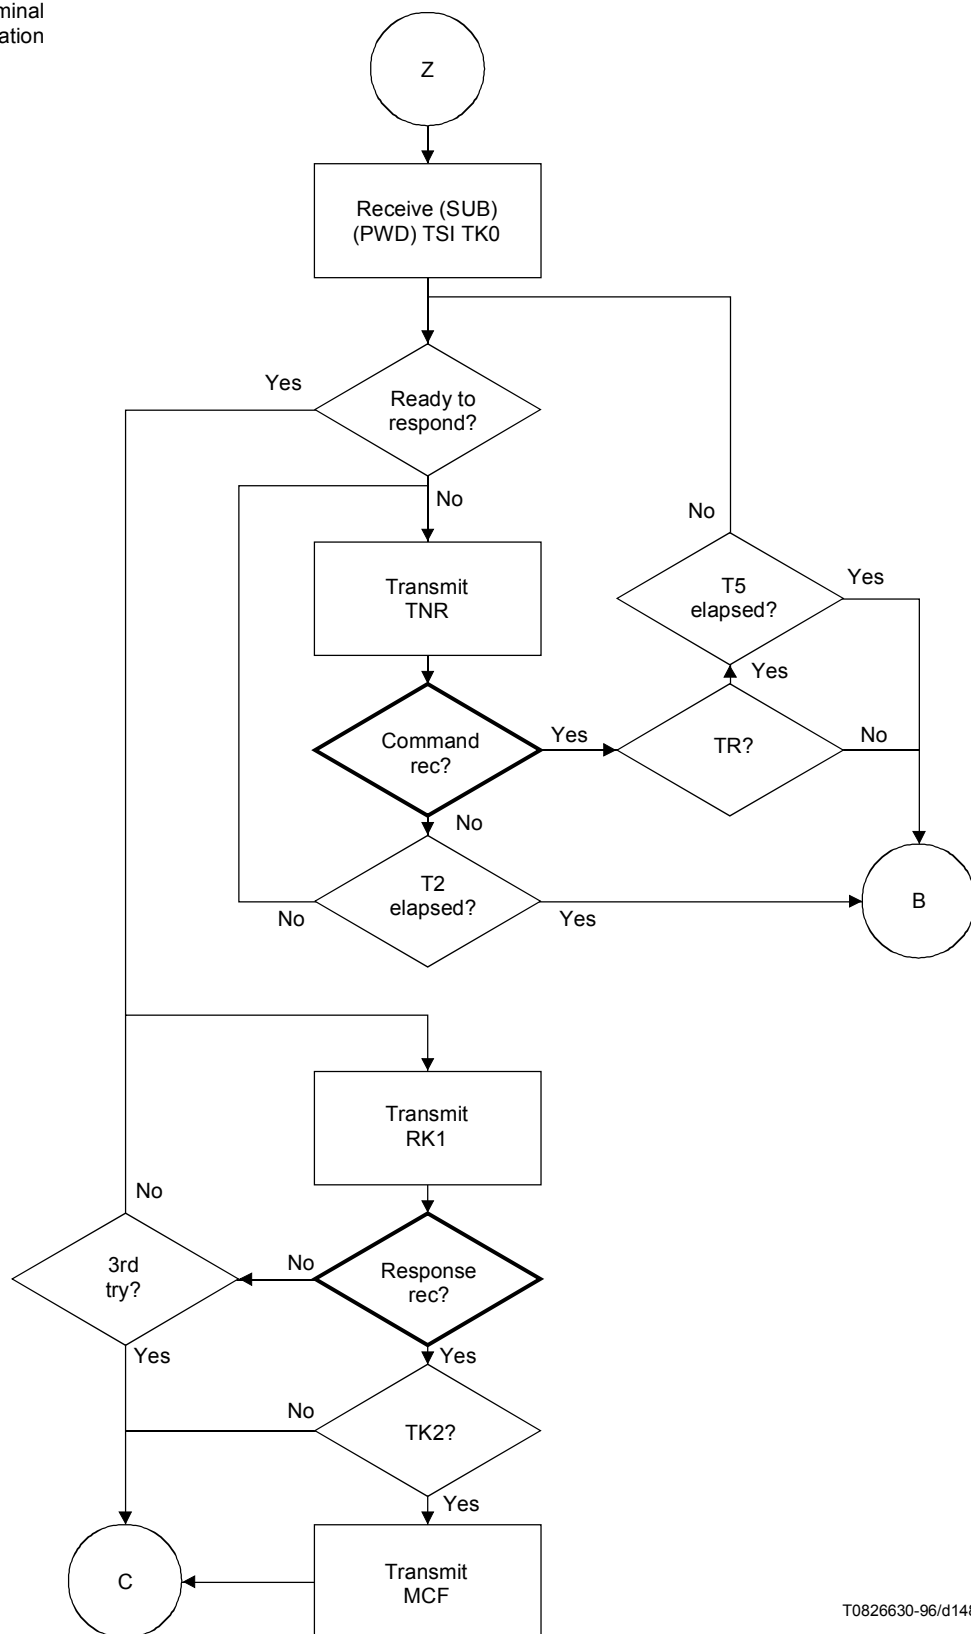 Z
Receive (SUB)
(PWD) TSI TK0
Yes
Ready to
respond?
No
No
Transmit
TNR
T5
elapsed?
Yes
Yes
Command
rec?
Yes
TR?
No
No
T2
elapsed?
No
Yes
B
Transmit
RK1
No
3rd
try?
No
Response
rec?
Yes
Yes
No
TK2?
Yes
C
Transmit
MCF